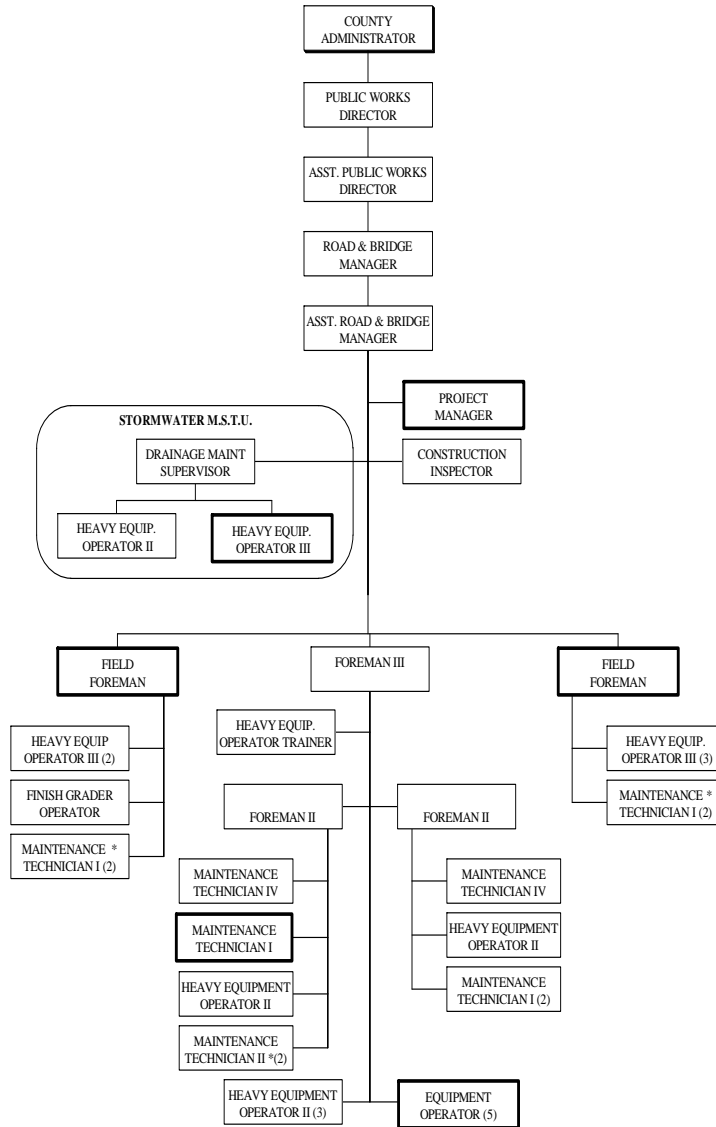 COUNTY
ADMINISTRATOR
PUBLIC WORKS
DIRECTOR
ASST. PUBLIC WORKS
DIRECTOR
ROAD & BRIDGE
MANAGER
ASST. ROAD & BRIDGE
MANAGER
PROJECT
MANAGER
STORMWATER M.S.T.U.
DRAINAGE MAINT
SUPERVISOR
CONSTRUCTION
INSPECTOR
HEAVY EQUIP.
OPERATOR II
HEAVY EQUIP.
OPERATOR III
FIELD
FOREMAN
HEAVY EQUIP
OPERATOR III (2)
FINISH GRADER
OPERATOR
MAINTENANCE *
TECHNICIAN I (2)
FOREMAN III
HEAVY EQUIP.
OPERATOR TRAINER
FOREMAN II
MAINTENANCE
TECHNICIAN IV
MAINTENANCE
TECHNICIAN I
HEAVY EQUIPMENT
OPERATOR II
MAINTENANCE
TECHNICIAN II *(2)
FOREMAN II
MAINTENANCE
TECHNICIAN IV
HEAVY EQUIPMENT
OPERATOR II
MAINTENANCE
TECHNICIAN I (2)
HEAVY EQUIPMENT
OPERATOR II (3)
EQUIPMENT
OPERATOR (5)
FIELD
FOREMAN
HEAVY EQUIP.
OPERATOR III (3)
MAINTENANCE *
TECHNICIAN I (2)